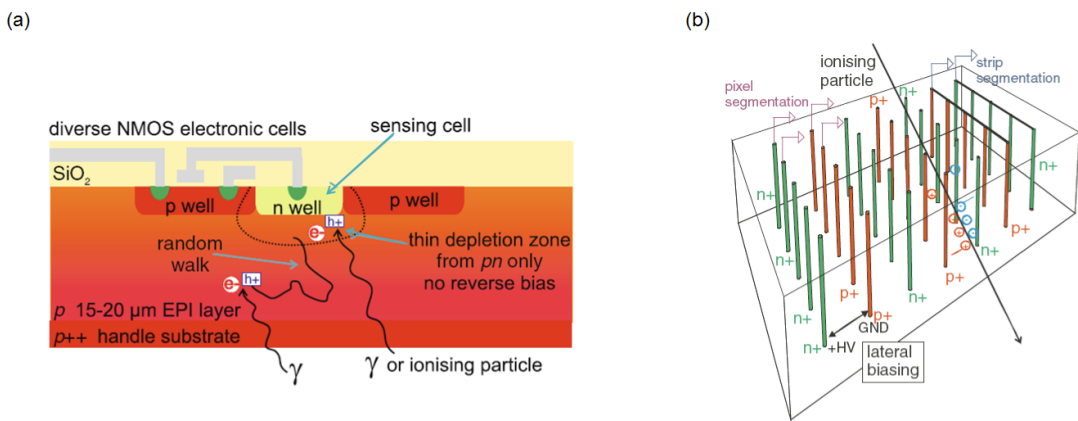 (a)
diverse NMOS electronic cells
sensing cell
SiO2
p well
n well
p well
e-
h+
random
walk
thin depletion zone
from pn only
no reverse bias
e-
h+
p 15-20 µm EPI layer
p++ handle substrate
γ
γ or ionising particle
(b)
ionising
particle
strip
segmentation
pixel
segmentation
p+
n+
n+
n+
n+
n+
p+
p+
n+
n+
p+
GND
n+
+HV
lateral
biasing